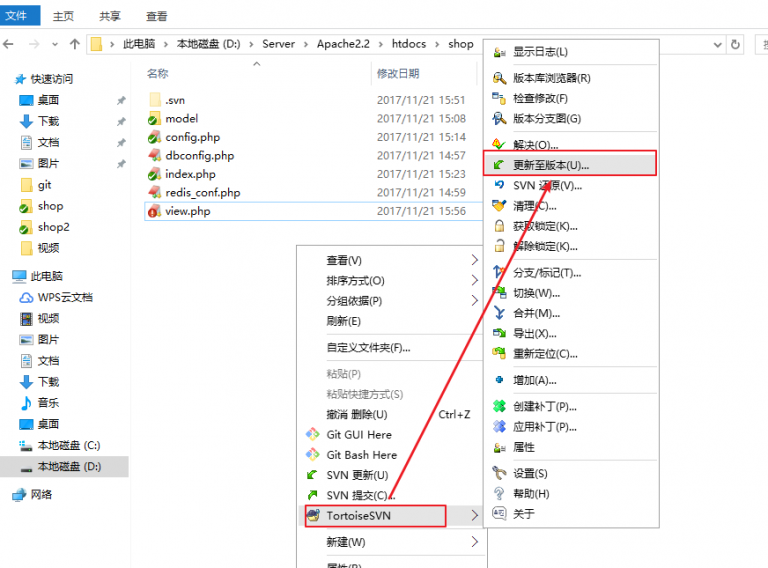 文件 主页 共享 查看
此电脑 本地磁盘 (D:) Server Apache2.2 htdocs shop
名称 修改日期
快速访问
桌面
下载
文档
图片
git
shop
shop2
视频
此电脑
WPS云文档
视频
图片
文档
下载
音乐
桌面
本地磁盘 (C:)
本地磁盘 (D:)
网络
.svn 2017/11/21 15:51
model 2017/11/21 15:08
config.php 2017/11/21 15:14
dbconfig.php 2017/11/21 14:57
index.php 2017/11/21 15:23
redis_conf.php 2017/11/21 14:59
view.php 2017/11/21 15:56
查看(V)
排序方式(O)
分组依据(P)
刷新(E)
自定义文件夹(F)...
粘贴(P)
粘贴快捷方式(S)
撤消 删除(U) Ctrl+Z
Git GUI Here
Git Bash Here
SVN 更新(U)
SVN 提交(C)...
TortoiseSVN
新建(W)
属性(R)
显示日志(L)
版本库浏览器(R)
检查修改(F)
版本分支图(G)
解决(O)...
更新至版本(U)...
SVN 还原(V)...
清理(C)...
获取锁定(K)...
解除锁定(K)...
分支/标记(T)...
切换(W)...
合并(M)...
导出(X)...
重新定位(C)...
增加(A)...
创建补丁(P)...
应用补丁(P)...
属性
设置(S)
帮助(H)
关于